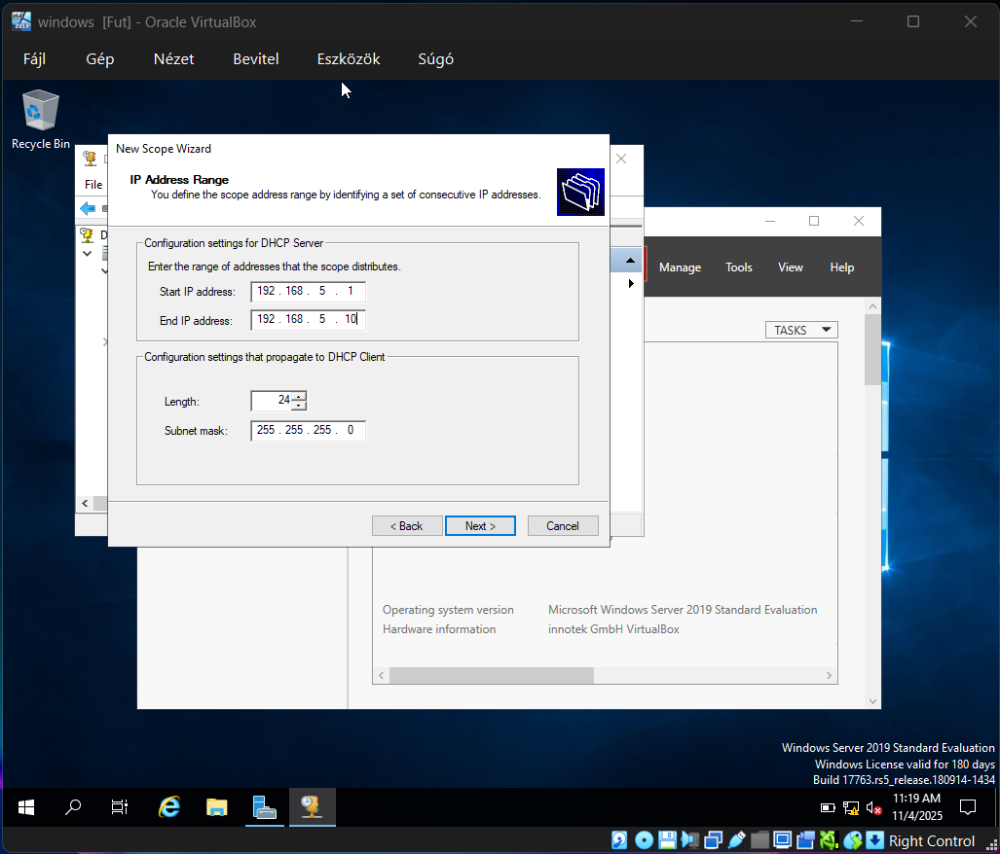 windows [Fut] - Oracle VirtualBox
Fájl Gép Nézet Bevitel Eszközök Súgó
Recycle Bin
New Scope Wizard
IP Address Range
You define the scope address range by identifying a set of consecutive IP addresses.
File
D
Configuration settings for DHCP Server
Enter the range of addresses that the scope distributes.
Start IP address: 192 . 168 . 5 . 1
End IP address: 192 . 168 . 5 . 10
Configuration settings that propagate to DHCP Client
Length: 24
Subnet mask: 255 . 255 . 255 . 0
< Back Next > Cancel
Manage Tools View Help
TASKS
Operating system version Microsoft Windows Server 2019 Standard Evaluation
Hardware information innotek GmbH VirtualBox
Windows Server 2019 Standard Evaluation
Windows License valid for 180 days
Build 17763.rs5_release.180914-1434
11:19 AM
11/4/2025
Right Control